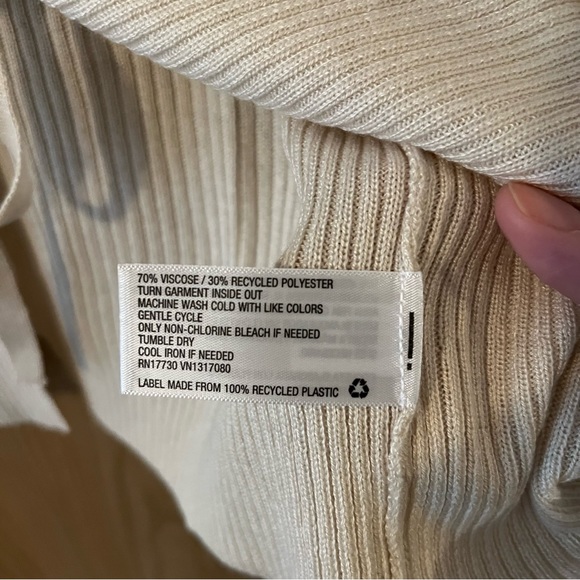 70% VISCOSE / 30% RECYCLED POLYESTER
TURN GARMENT INSIDE OUT
MACHINE WASH COLD WITH LIKE COLORS
GENTLE CYCLE
ONLY NON-CHLORINE BLEACH IF NEEDED
TUMBLE DRY
COOL IRON IF NEEDED
RN17730 VN1317080
LABEL MADE FROM 100% RECYCLED PLASTIC